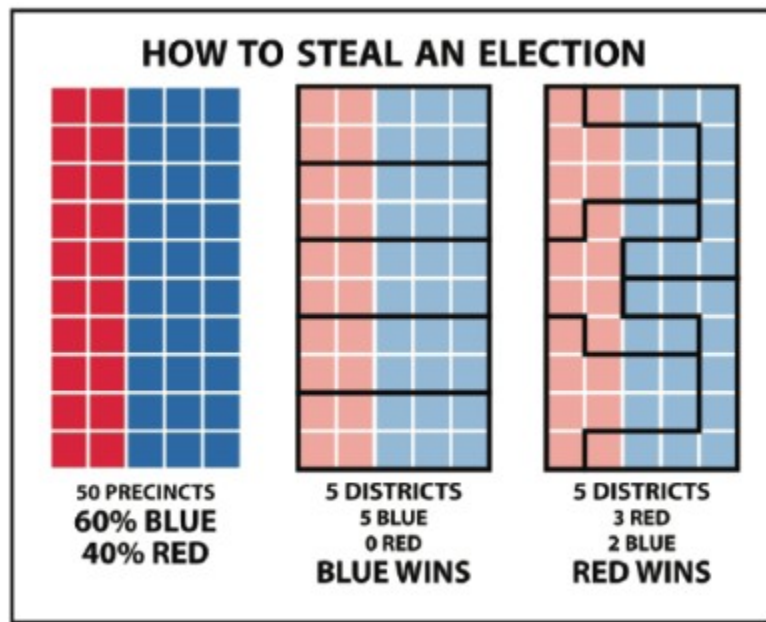 HOW TO STEAL AN ELECTION
50 PRECINCTS
60% BLUE
40% RED
5 DISTRICTS
5 BLUE
0 RED
BLUE WINS
5 DISTRICTS
3 RED
2 BLUE
RED WINS